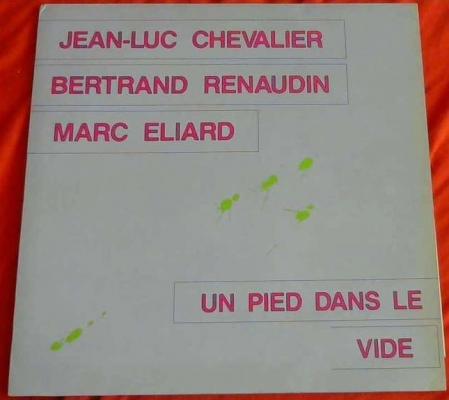 JEAN-LUC CHEVALIER
BERTRAND RENAUDIN
MARC ELIARD
UN PIED DANS LE
VIDE